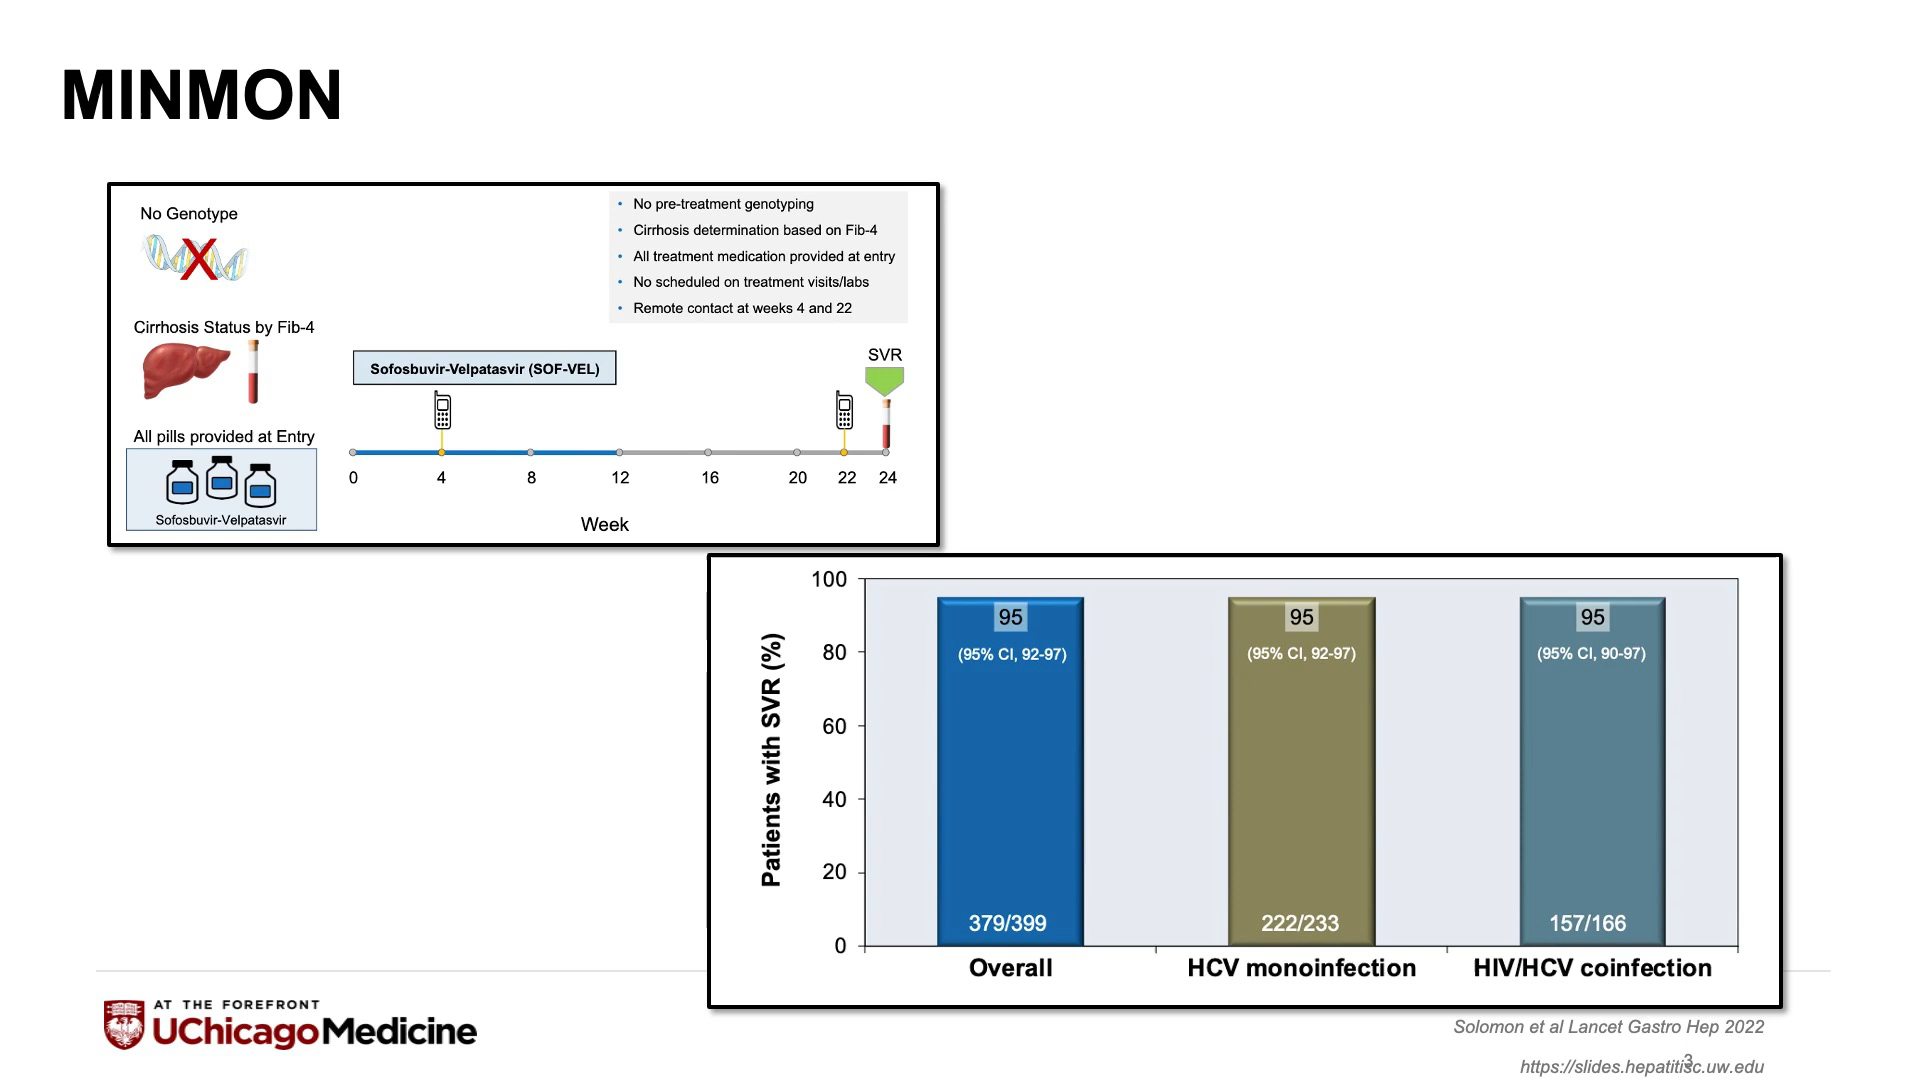 MINMON
No Genotype
X
Cirrhosis Status by Fib-4
All pills provided at Entry
Sofosbuvir-Velpatasvir
• No pre-treatment genotyping
• Cirrhosis determination based on Fib-4
• All treatment medication provided at entry
• No scheduled on treatment visits/labs
• Remote contact at weeks 4 and 22
Sofosbuvir-Velpatasvir (SOF-VEL)
SVR
0 4 8 12 16 20 22 24
Week
Patients with SVR (%)
100
80
60
40
20
0
95 95 95
(95% CI, 92-97) (95% CI, 92-97) (95% CI, 90-97)
379/399 222/233 157/166
Overall HCV monoinfection HIV/HCV coinfection
AT THE FOREFRONT
UChicago Medicine
Solomon et al Lancet Gastro Hep 2022
3
https://slides.hepatitisc.uw.edu